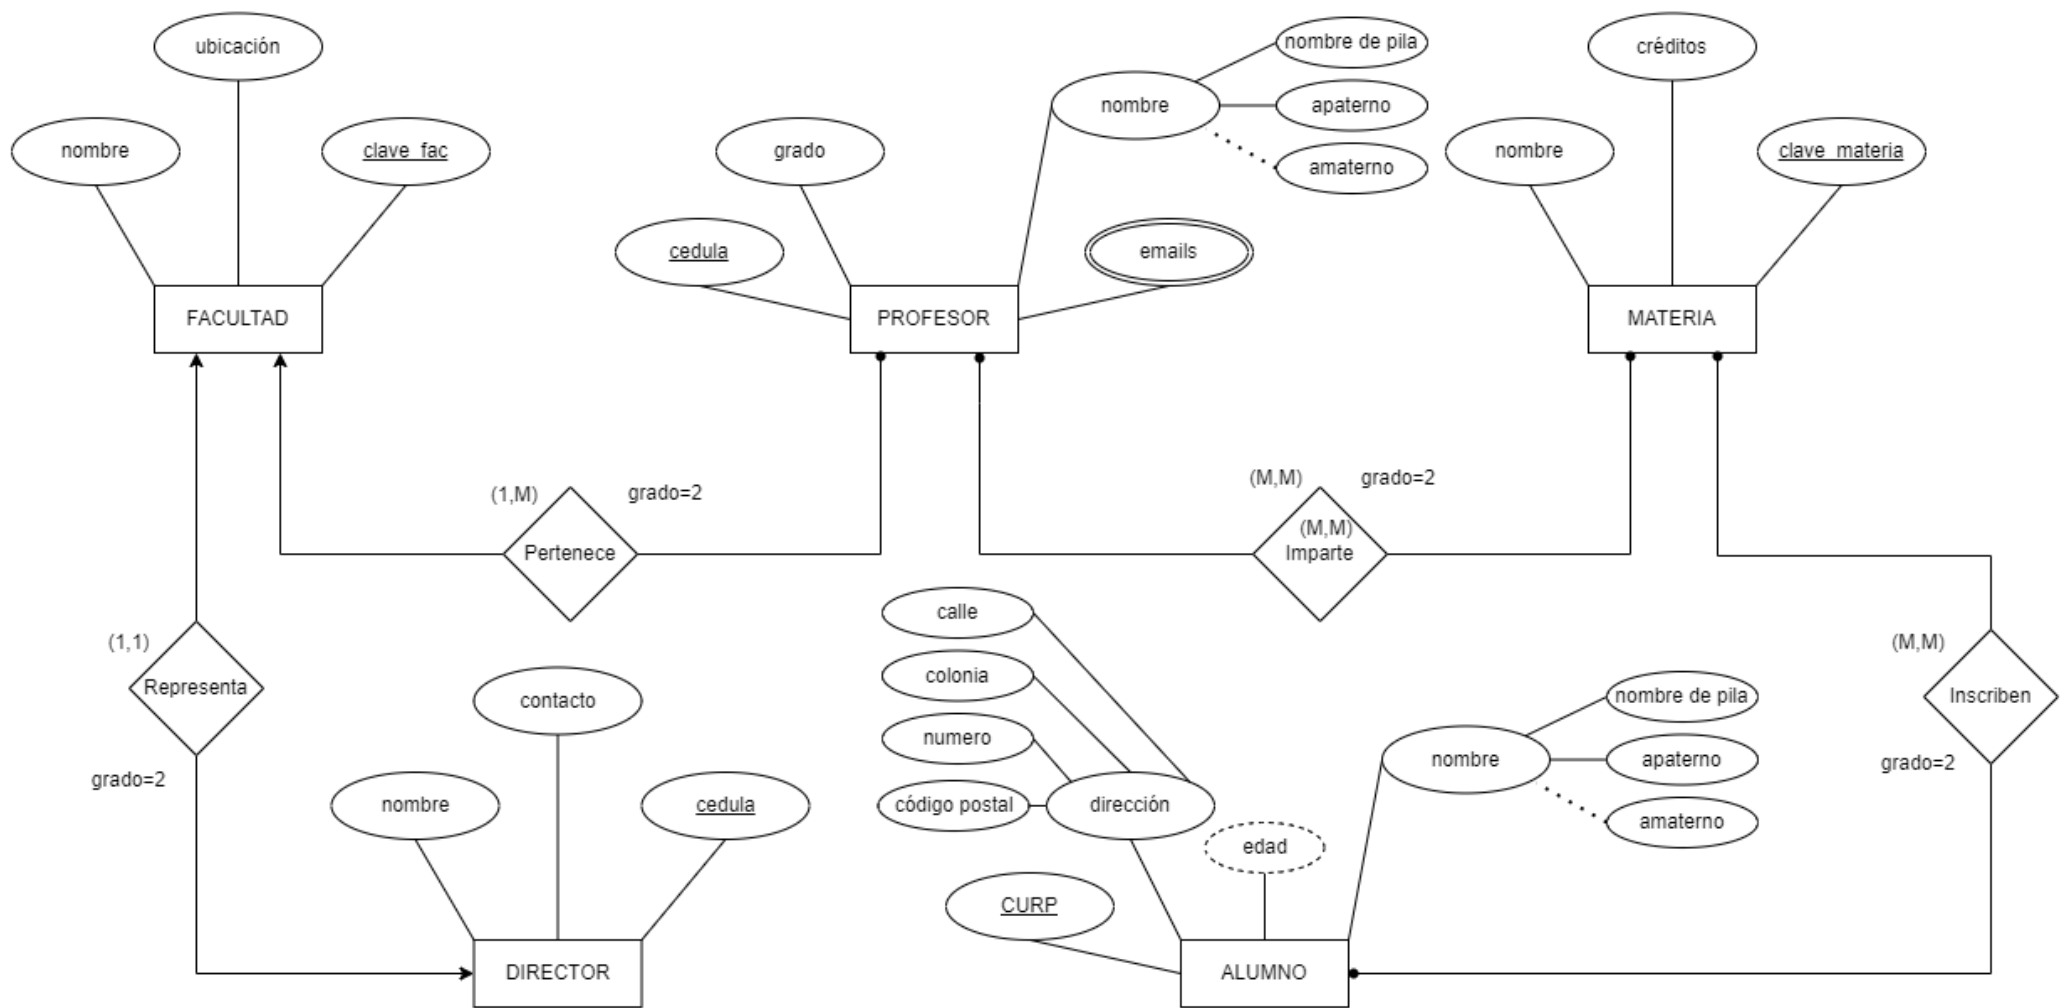 ubicación
nombre
clave_fac
FACULTAD
nombre de pila
nombre
apaterno
amaterno
grado
cedula
emails
PROFESOR
créditos
nombre
clave_materia
MATERIA
(1,M)
grado=2
Pertenece
(M,M)
grado=2
(M,M)
Imparte
(1,1)
Representa
grado=2
(M,M)
Inscriben
grado=2
contacto
nombre
cedula
DIRECTOR
calle
colonia
numero
código postal
dirección
edad
CURP
nombre de pila
nombre
apaterno
amaterno
ALUMNO